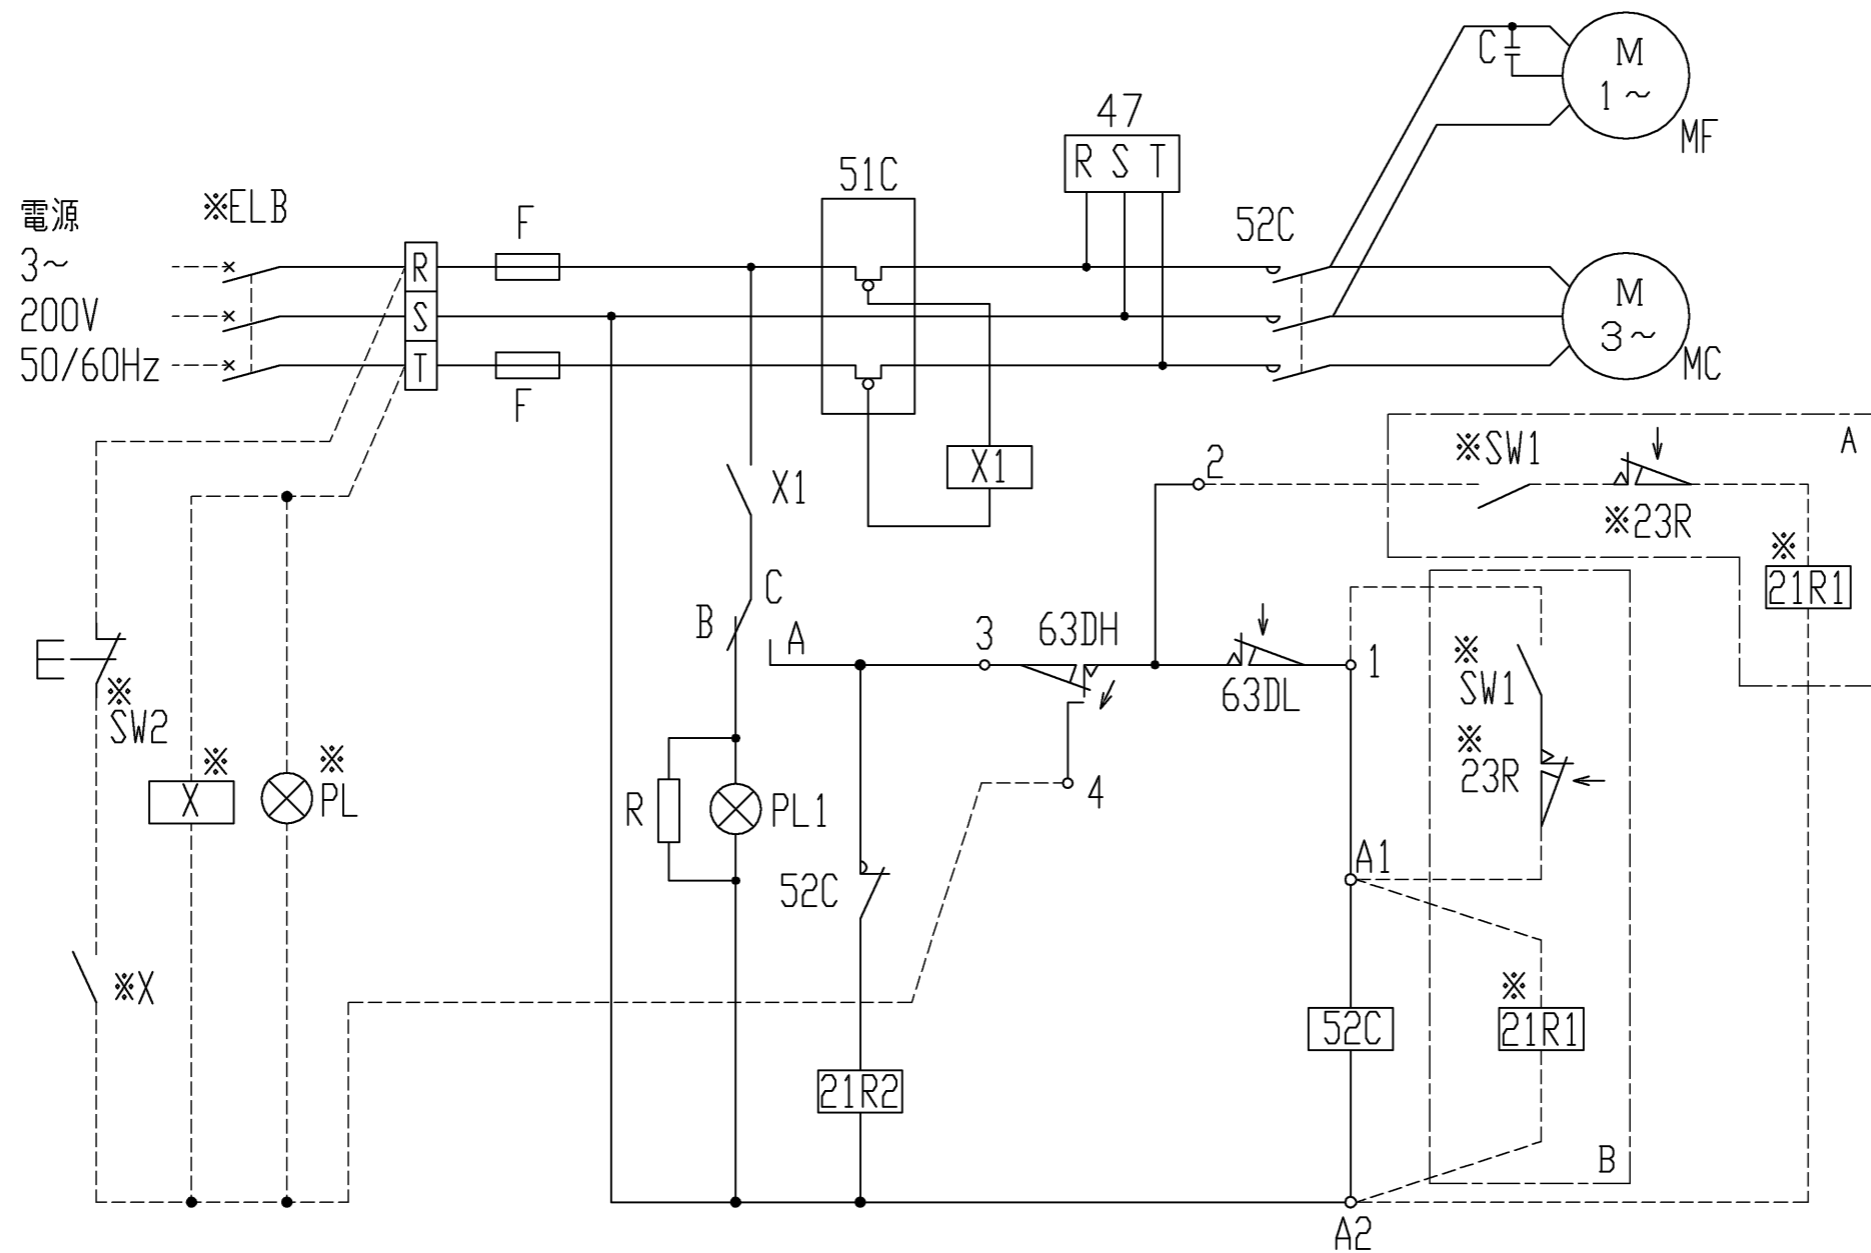 電源
3~
200V
50/60Hz
※ELB
R
S
T
F
F
51C
47
R S T
52C
C
M
1~
MF
M
3~
MC
X1
X1
C
B
A
2
※SW1
※23R
A
※
21R1
3
63DH
63DL
1
4
※
SW1
※
23R
A1
※
SW2
※
X
※
PL
R
PL1
52C
※X
52C
※
21R1
21R2
B
A2